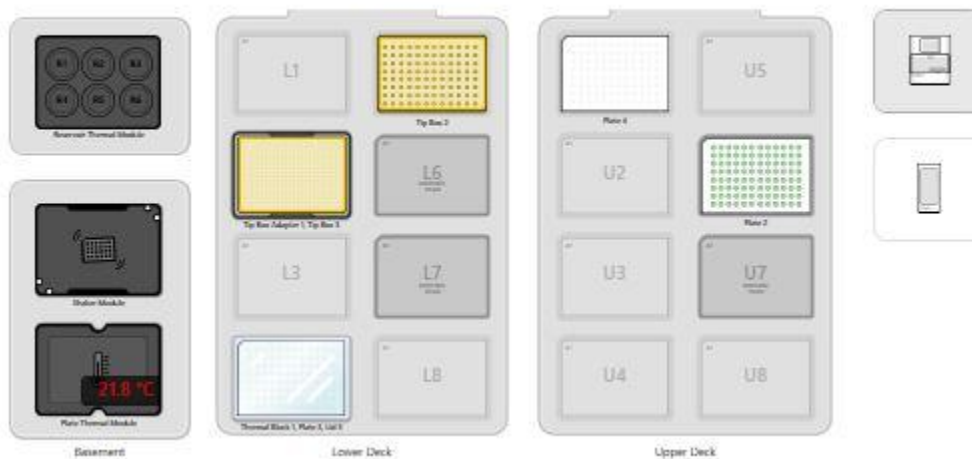 R1 R2 R3
R4 R5 R6
Reservoir Thermal Module
Shaker Module
21.8 °C
Plate Thermal Module
Basement
L1
Tip Box 2
L6
Tip Box Adapter 1, Tip Box 3
L3
L7
L8
Thermal Block 1, Plate 3, Lid
Lower Deck
Plate
U5
U2
Plate 2
U3
U7
U4
U8
Upper Deck